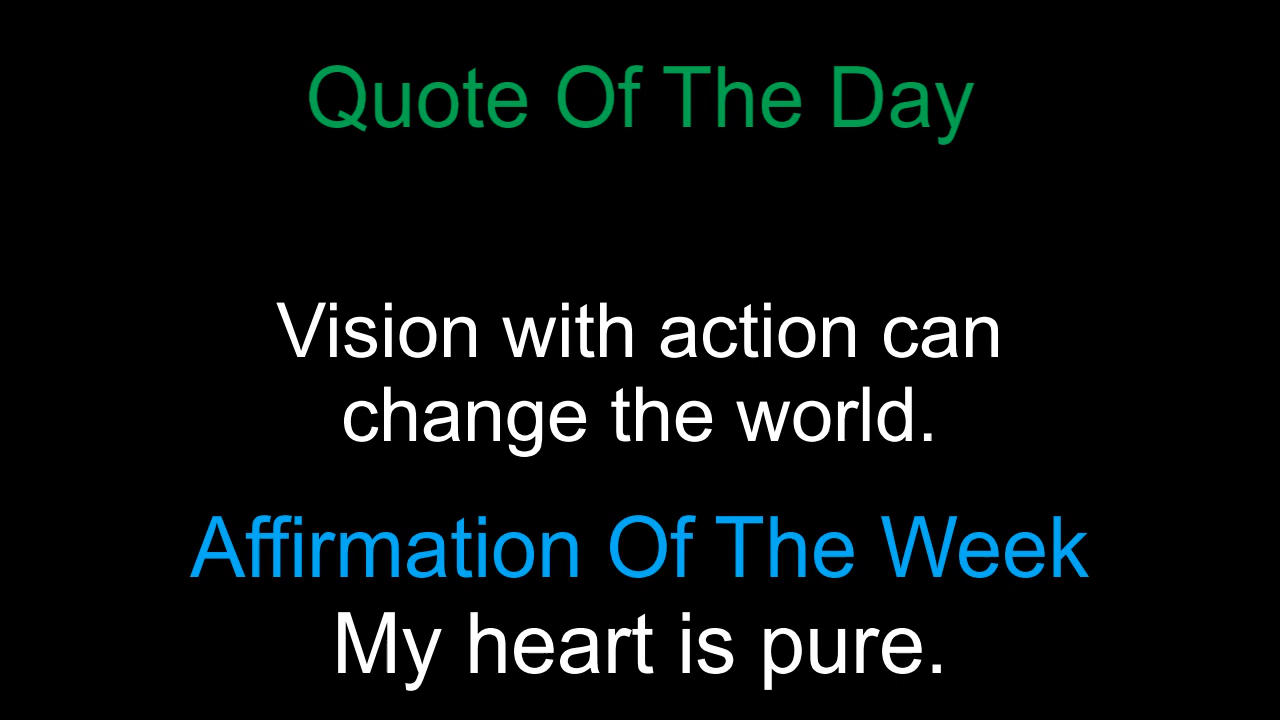 Quote Of The Day
Vision with action can
change the world.
Affirmation Of The Week
My heart is pure.